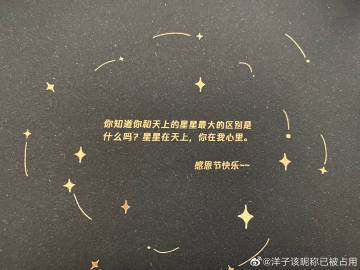 你知道你和天上的星星最大的区别是
什么吗？星星在天上，你在我心里。
感恩节快乐~~
@洋子该昵称已被占用